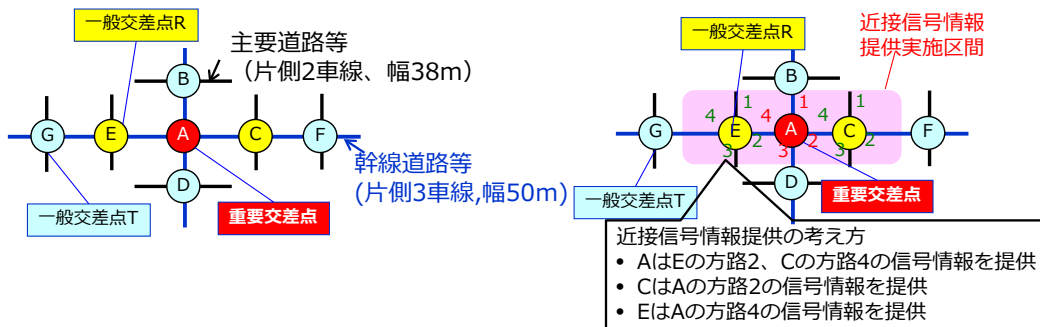 一般交差点R
主要道路等
（片側2車線、幅38m）
B
G
E
A
C
F
D
幹線道路等
(片側3車線,幅50m)
一般交差点T
重要交差点
一般交差点R
近接信号情報
提供実施区間
B
4
1
4
1
4
1
G
E
A
C
F
3
2
3
2
3
2
D
一般交差点T
重要交差点
近接信号情報提供の考え方
• AはEの方路2、Cの方路4の信号情報を提供
• CはAの方路2の信号情報を提供
• EはAの方路4の信号情報を提供